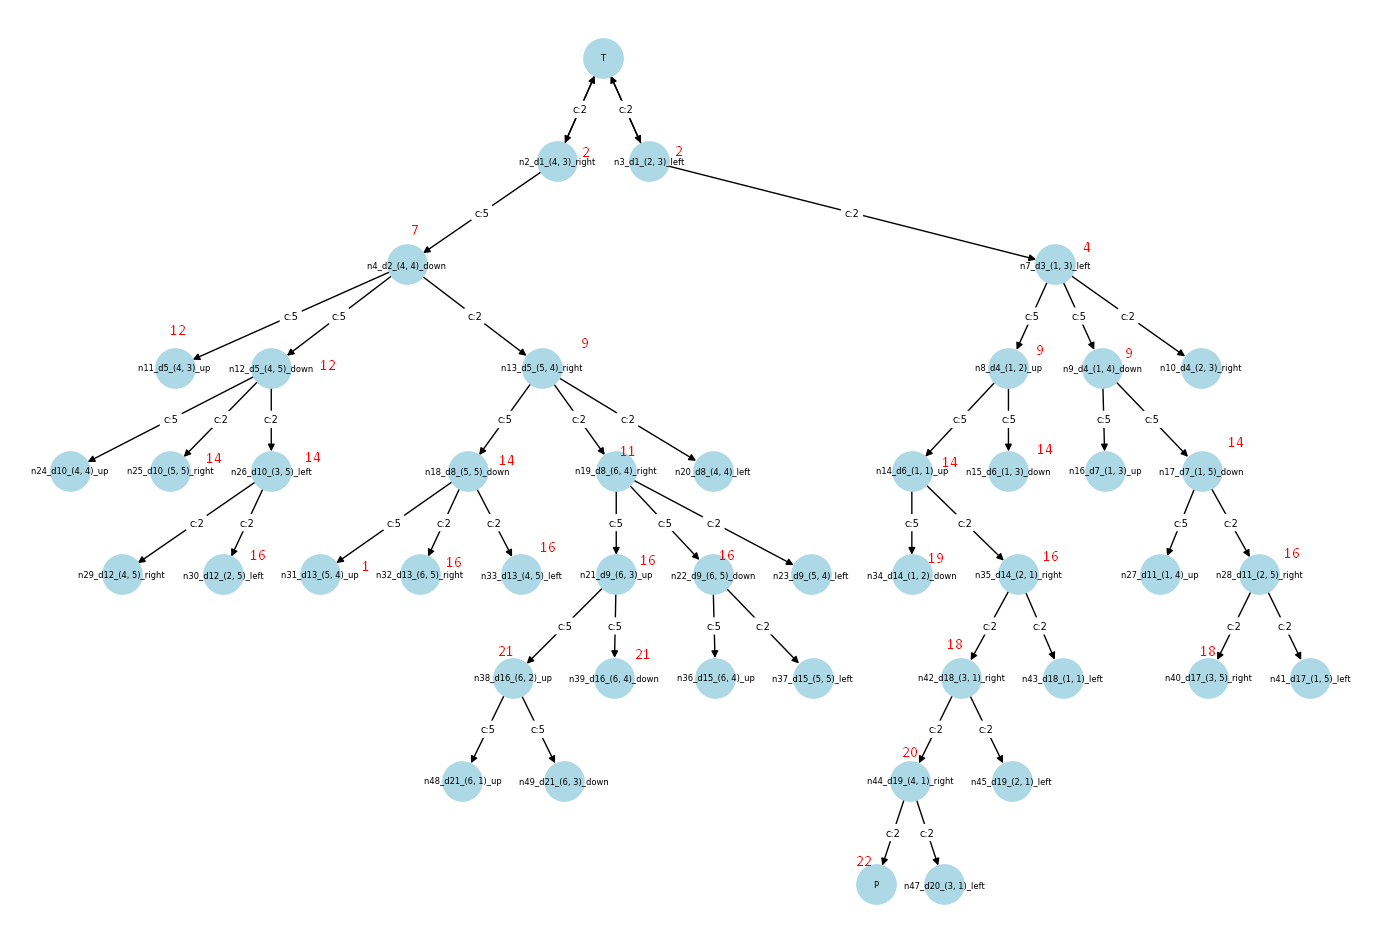 T
c:2 c:2
2 2
n2_d1_(4, 3)_right n3_d1_(2, 3)_left
c:5 c:2
7 4
n4_d2_(4, 4)_down n7_d3_(1, 3)_left
c:5 c:5 c:2 c:5 c:5 c:2
12 12 9 9 9
n11_d5_(4, 3)_up n12_d5_(4, 5)_down n13_d5_(5, 4)_right n8_d4_(1, 2)_up n9_d4_(1, 4)_down n10_d4_(2, 3)_right
c:5 c:2 c:2 c:5 c:2 c:2 c:5 c:5 c:5 c:5
14 14 14 11 14 14 14
n24_d10_(4, 4)_up n25_d10_(5, 5)_right n26_d10_(3, 5)_left n18_d8_(5, 5)_down n19_d8_(6, 4)_right n20_d8_(4, 4)_left n14_d6_(1, 1)_up n15_d6_(1, 3)_down n16_d7_(1, 3)_up n17_d7_(1, 5)_down
c:2 c:2 c:5 c:2 c:2 c:5 c:5 c:2 c:5 c:2 c:5 c:2
16 1 16 16 16 16 19 16 16
n29_d12_(4, 5)_right n30_d12_(2, 5)_left n31_d13_(5, 4)_up n32_d13_(6, 5)_right n33_d13_(4, 5)_left n21_d9_(6, 3)_up n22_d9_(6, 5)_down n23_d9_(5, 4)_left n34_d14_(1, 2)_down n35_d14_(2, 1)_right n27_d11_(1, 4)_up n28_d11_(2, 5)_right
c:5 c:5 c:5 c:2 c:2 c:2 c:2 c:2
21 21 18 18
n38_d16_(6, 2)_up n39_d16_(6, 4)_down n36_d15_(6, 4)_up n37_d15_(5, 5)_left n42_d18_(3, 1)_right n43_d18_(1, 1)_left n40_d17_(3, 5)_right n41_d17_(1, 5)_left
c:5 c:5 c:2 c:2
20
n48_d21_(6, 1)_up n49_d21_(6, 3)_down n44_d19_(4, 1)_right n45_d19_(2, 1)_left
c:2 c:2
22
P n47_d20_(3, 1)_left